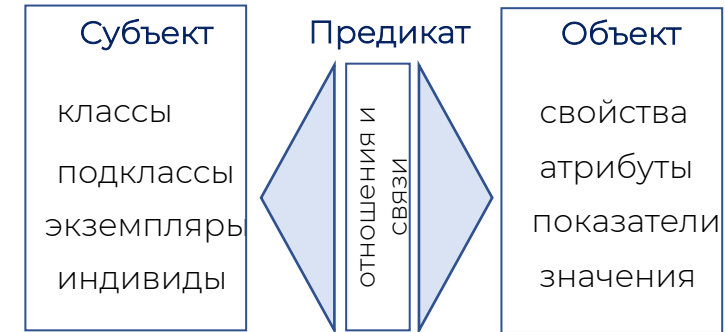 Субъект
классы
подклассы
экземпляры
индивиды
Предикат
отношения и
связи
Объект
свойства
атрибуты
показатели
значения